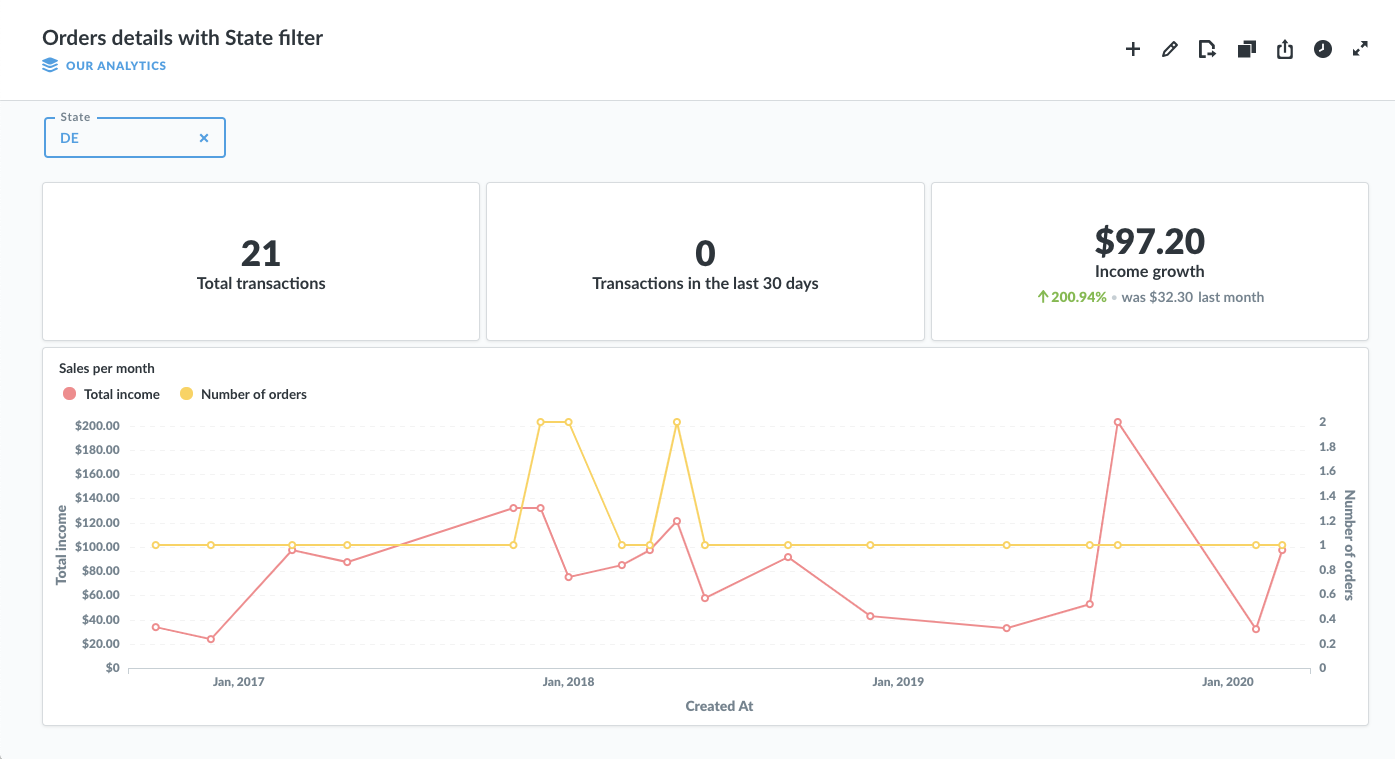 Orders details with State filter
OUR ANALYTICS
State
DE
21
Total transactions
0
Transactions in the last 30 days
$97.20
Income growth
200.94% • was $32.30 last month
Sales per month
Total income
Number of orders
$200.00
$180.00
$160.00
$140.00
$120.00
$100.00
$80.00
$60.00
$40.00
$20.00
$0
Total income
2
1.8
1.6
1.4
1.2
1
0.8
0.6
0.4
0.2
0
Number of orders
Jan, 2017
Jan, 2018
Jan, 2019
Jan, 2020
Created At